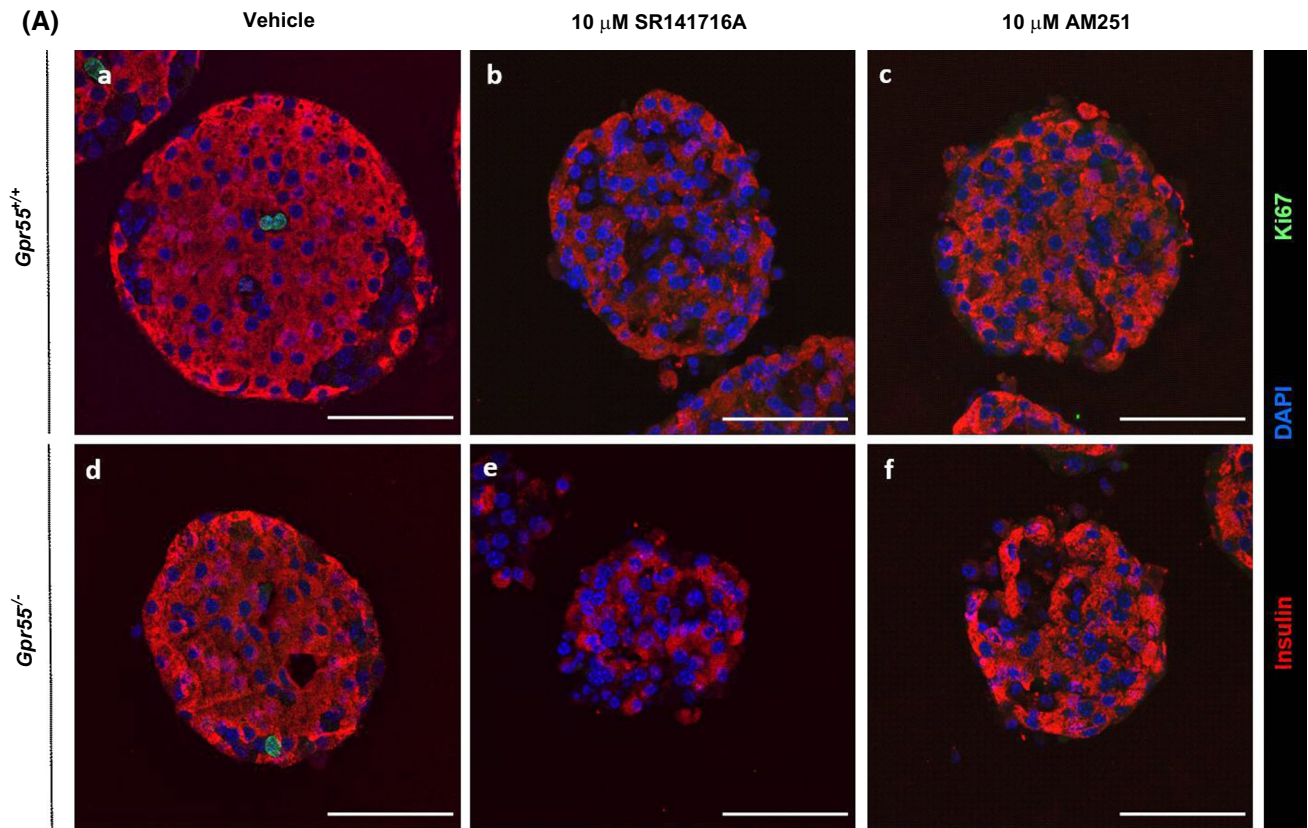 (A)
Vehicle
10 μM SR141716A
10 μM AM251
Gpr55+/+
a
b
c
Ki67
DAPI
Gpr55-/-
d
e
f
Insulin